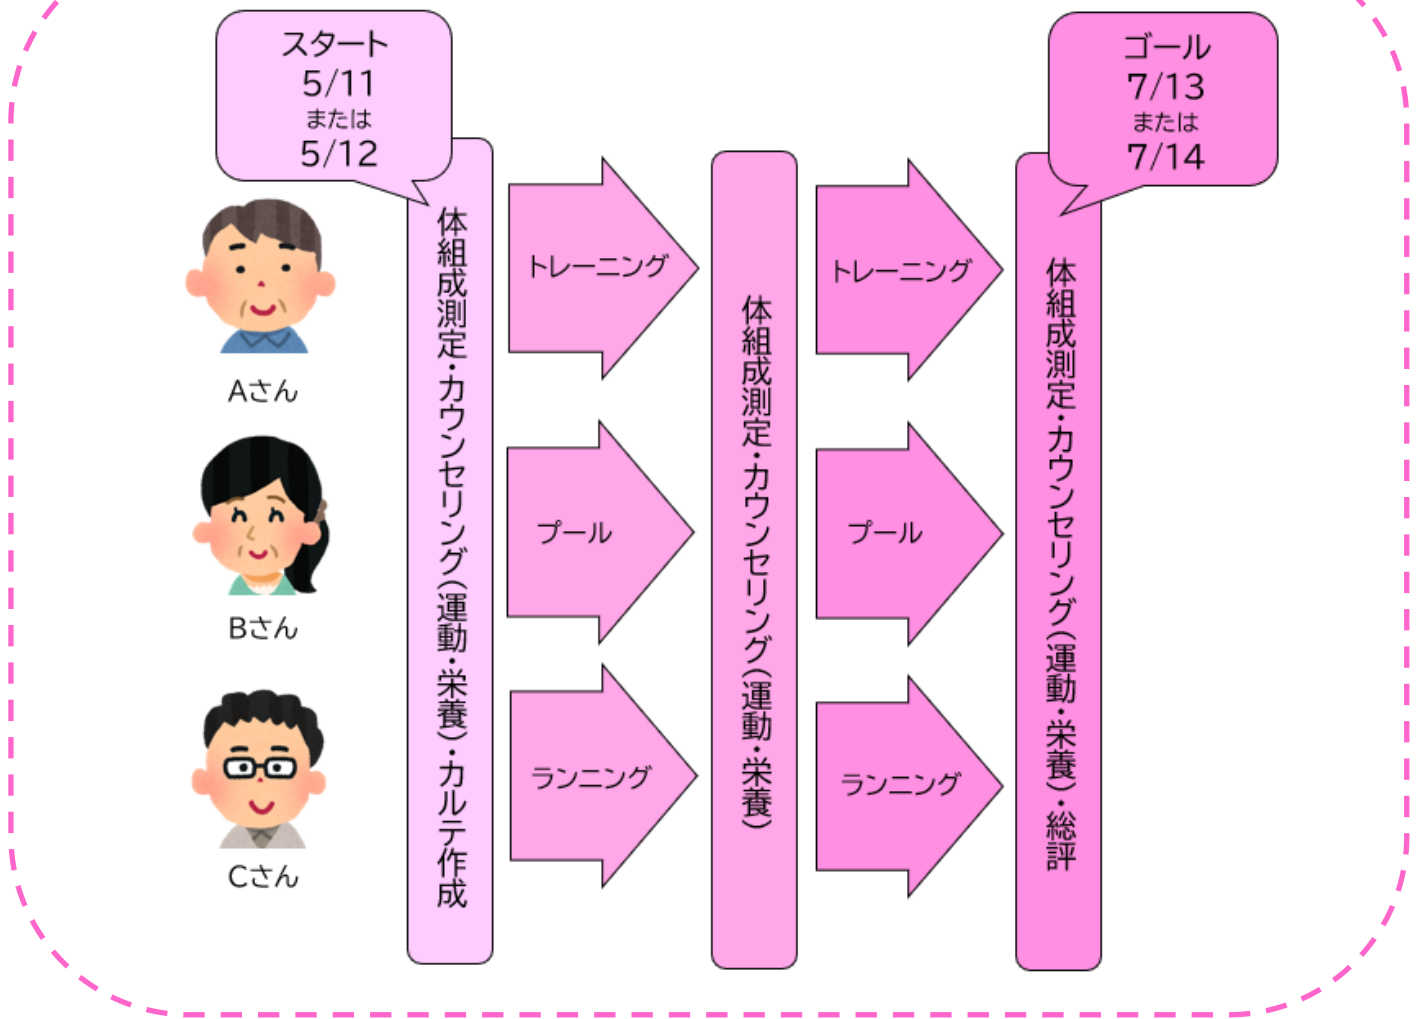 スタート
5/11
または
5/12
ゴール
7/13
または
7/14
Aさん
Bさん
Cさん
体組成測定・カウンセリング(運動・栄養)・カルテ作成
トレーニング
プール
ランニング
体組成測定・カウンセリング(運動・栄養)
トレーニング
プール
ランニング
体組成測定・カウンセリング(運動・栄養)・総評